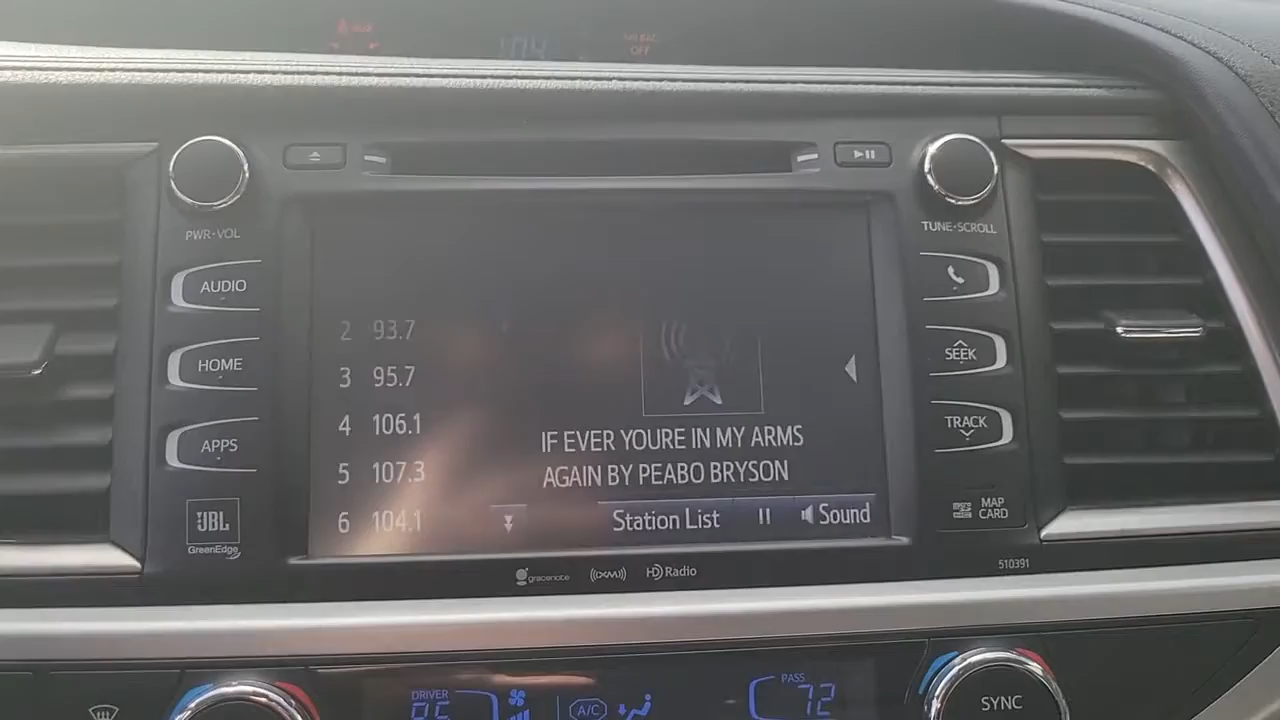 OFF
PWR•VOL
TUNE•SCROLL
AUDIO
HOME
APPS
SEEK
TRACK
2 93.7
3 95.7
4 106.1
5 107.3
6 104.1
IF EVER YOURE IN MY ARMS
AGAIN BY PEABO BRYSON
Station List
Sound
JBL
GreenEdge
MAP
CARD
gracenote
((XM))
HD Radio
510391
DRIVER
A/C
PASS
72
SYNC